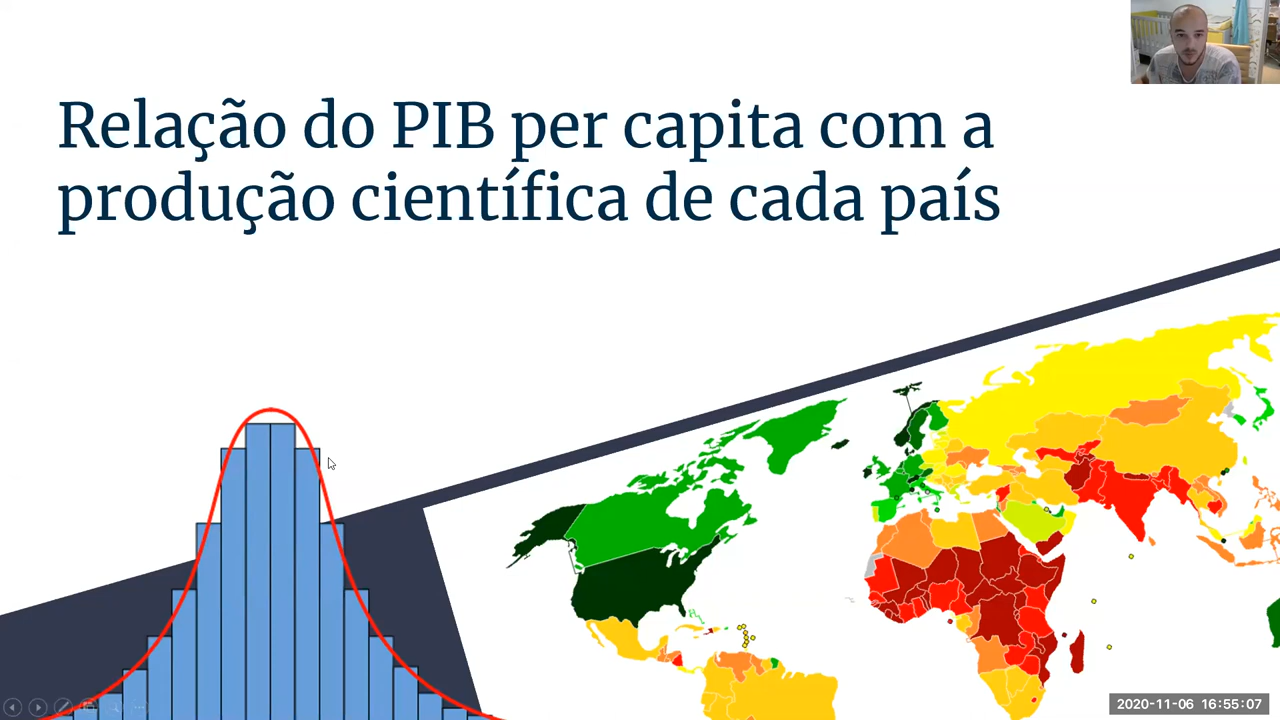 Relação do PIB per capita com a
produção científica de cada país
2020-11-06 16:55:07